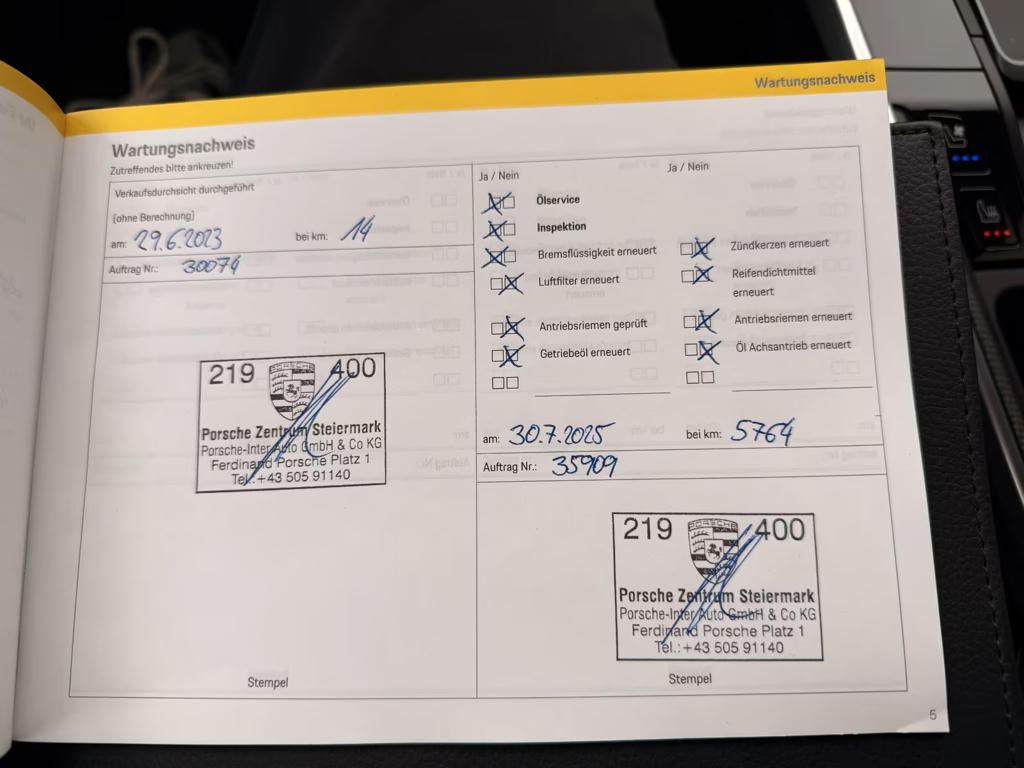 Wartungsnachweis
Wartungsnachweis
Zutreffendes bitte ankreuzen!
Verkaufsdurchsicht durchgeführt
(ohne Berechnung)
am: 29.6.2023 bei km: 14
Auftrag Nr.: 30074
219 400
PORSCHE
Porsche Zentrum Steiermark
Porsche-Inter Auto GmbH & Co KG
Ferdinand Porsche Platz 1
Tel.:+43 505 91140
Stempel
Ja / Nein Ja / Nein
Ölservice
Inspektion
Bremsflüssigkeit erneuert Zündkerzen erneuert
Luftfilter erneuert Reifendichtmittel
erneuert
Antriebsriemen geprüft Antriebsriemen erneuert
Getriebeöl erneuert Öl Achsantrieb erneuert
am: 30.7.2025 bei km: 5764
Auftrag Nr.: 35909
219 400
PORSCHE
Porsche Zentrum Steiermark
Porsche-Inter Auto GmbH & Co KG
Ferdinand Porsche Platz 1
Tel.:+43 505 91140
Stempel
5